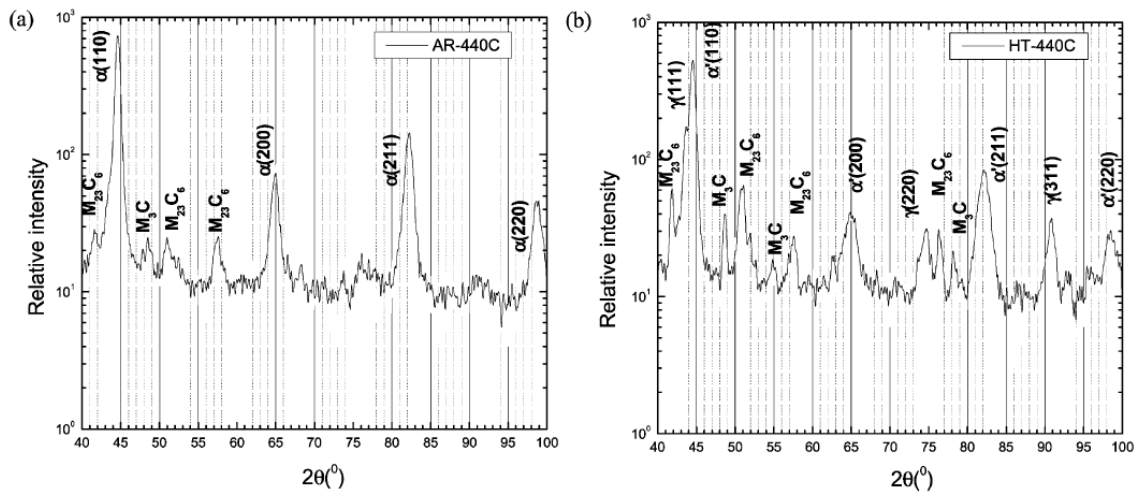 (a)
AR-440C
Relative intensity
10³
10²
10¹
10⁰
M₂₃C₆
α(110)
M₃C
M₂₃C₆
M₂₃C₆
α(200)
α(211)
α(220)
40 45 50 55 60 65 70 75 80 85 90 95 100
2θ(⁰)
(b)
HT-440C
Relative intensity
10³
10²
10¹
10⁰
M₂₃C₆
γ(111)
α'(110)
M₃C
M₂₃C₆
M₃C
M₂₃C₆
α'(200)
γ(220)
M₂₃C₆
M₃C
α'(211)
γ(311)
α'(220)
40 45 50 55 60 65 70 75 80 85 90 95 100
2θ(⁰)